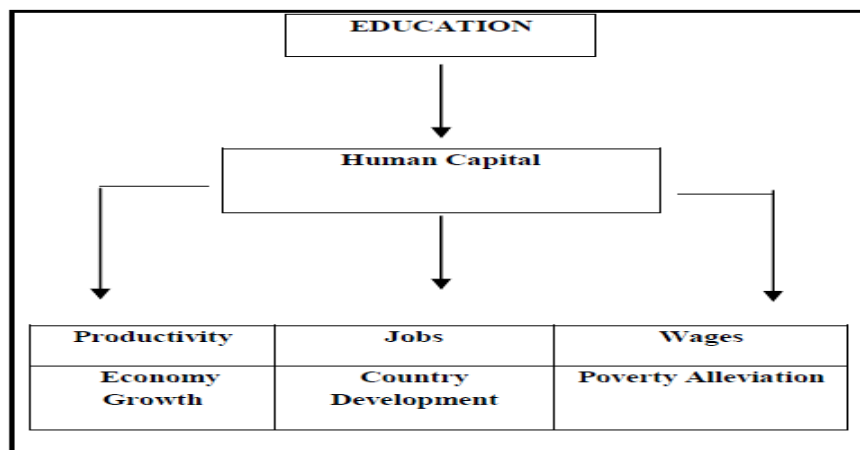 EDUCATION
Human Capital
Productivity
Jobs
Wages
Economy
Growth
Country
Development
Poverty Alleviation